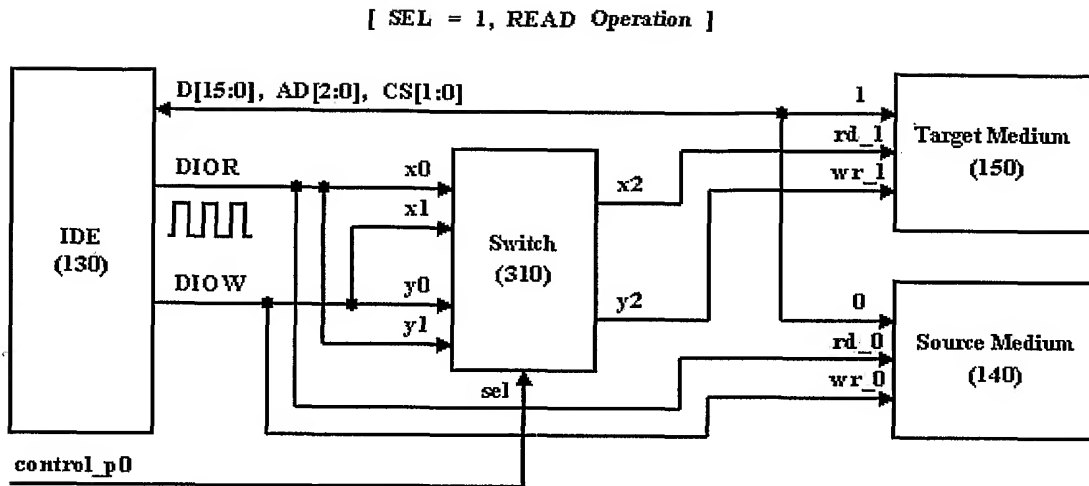 [ SEL = 1, READ Operation ]
D[15:0], AD[2:0], CS[1:0]
1
rd_1
wr_1
Target Medium
(150)
DIOR
x0
x1
x2
IDE
(130)
Switch
(310)
DIOW
y0
y1
y2
0
rd_0
wr_0
Source Medium
(140)
sel
control_p0